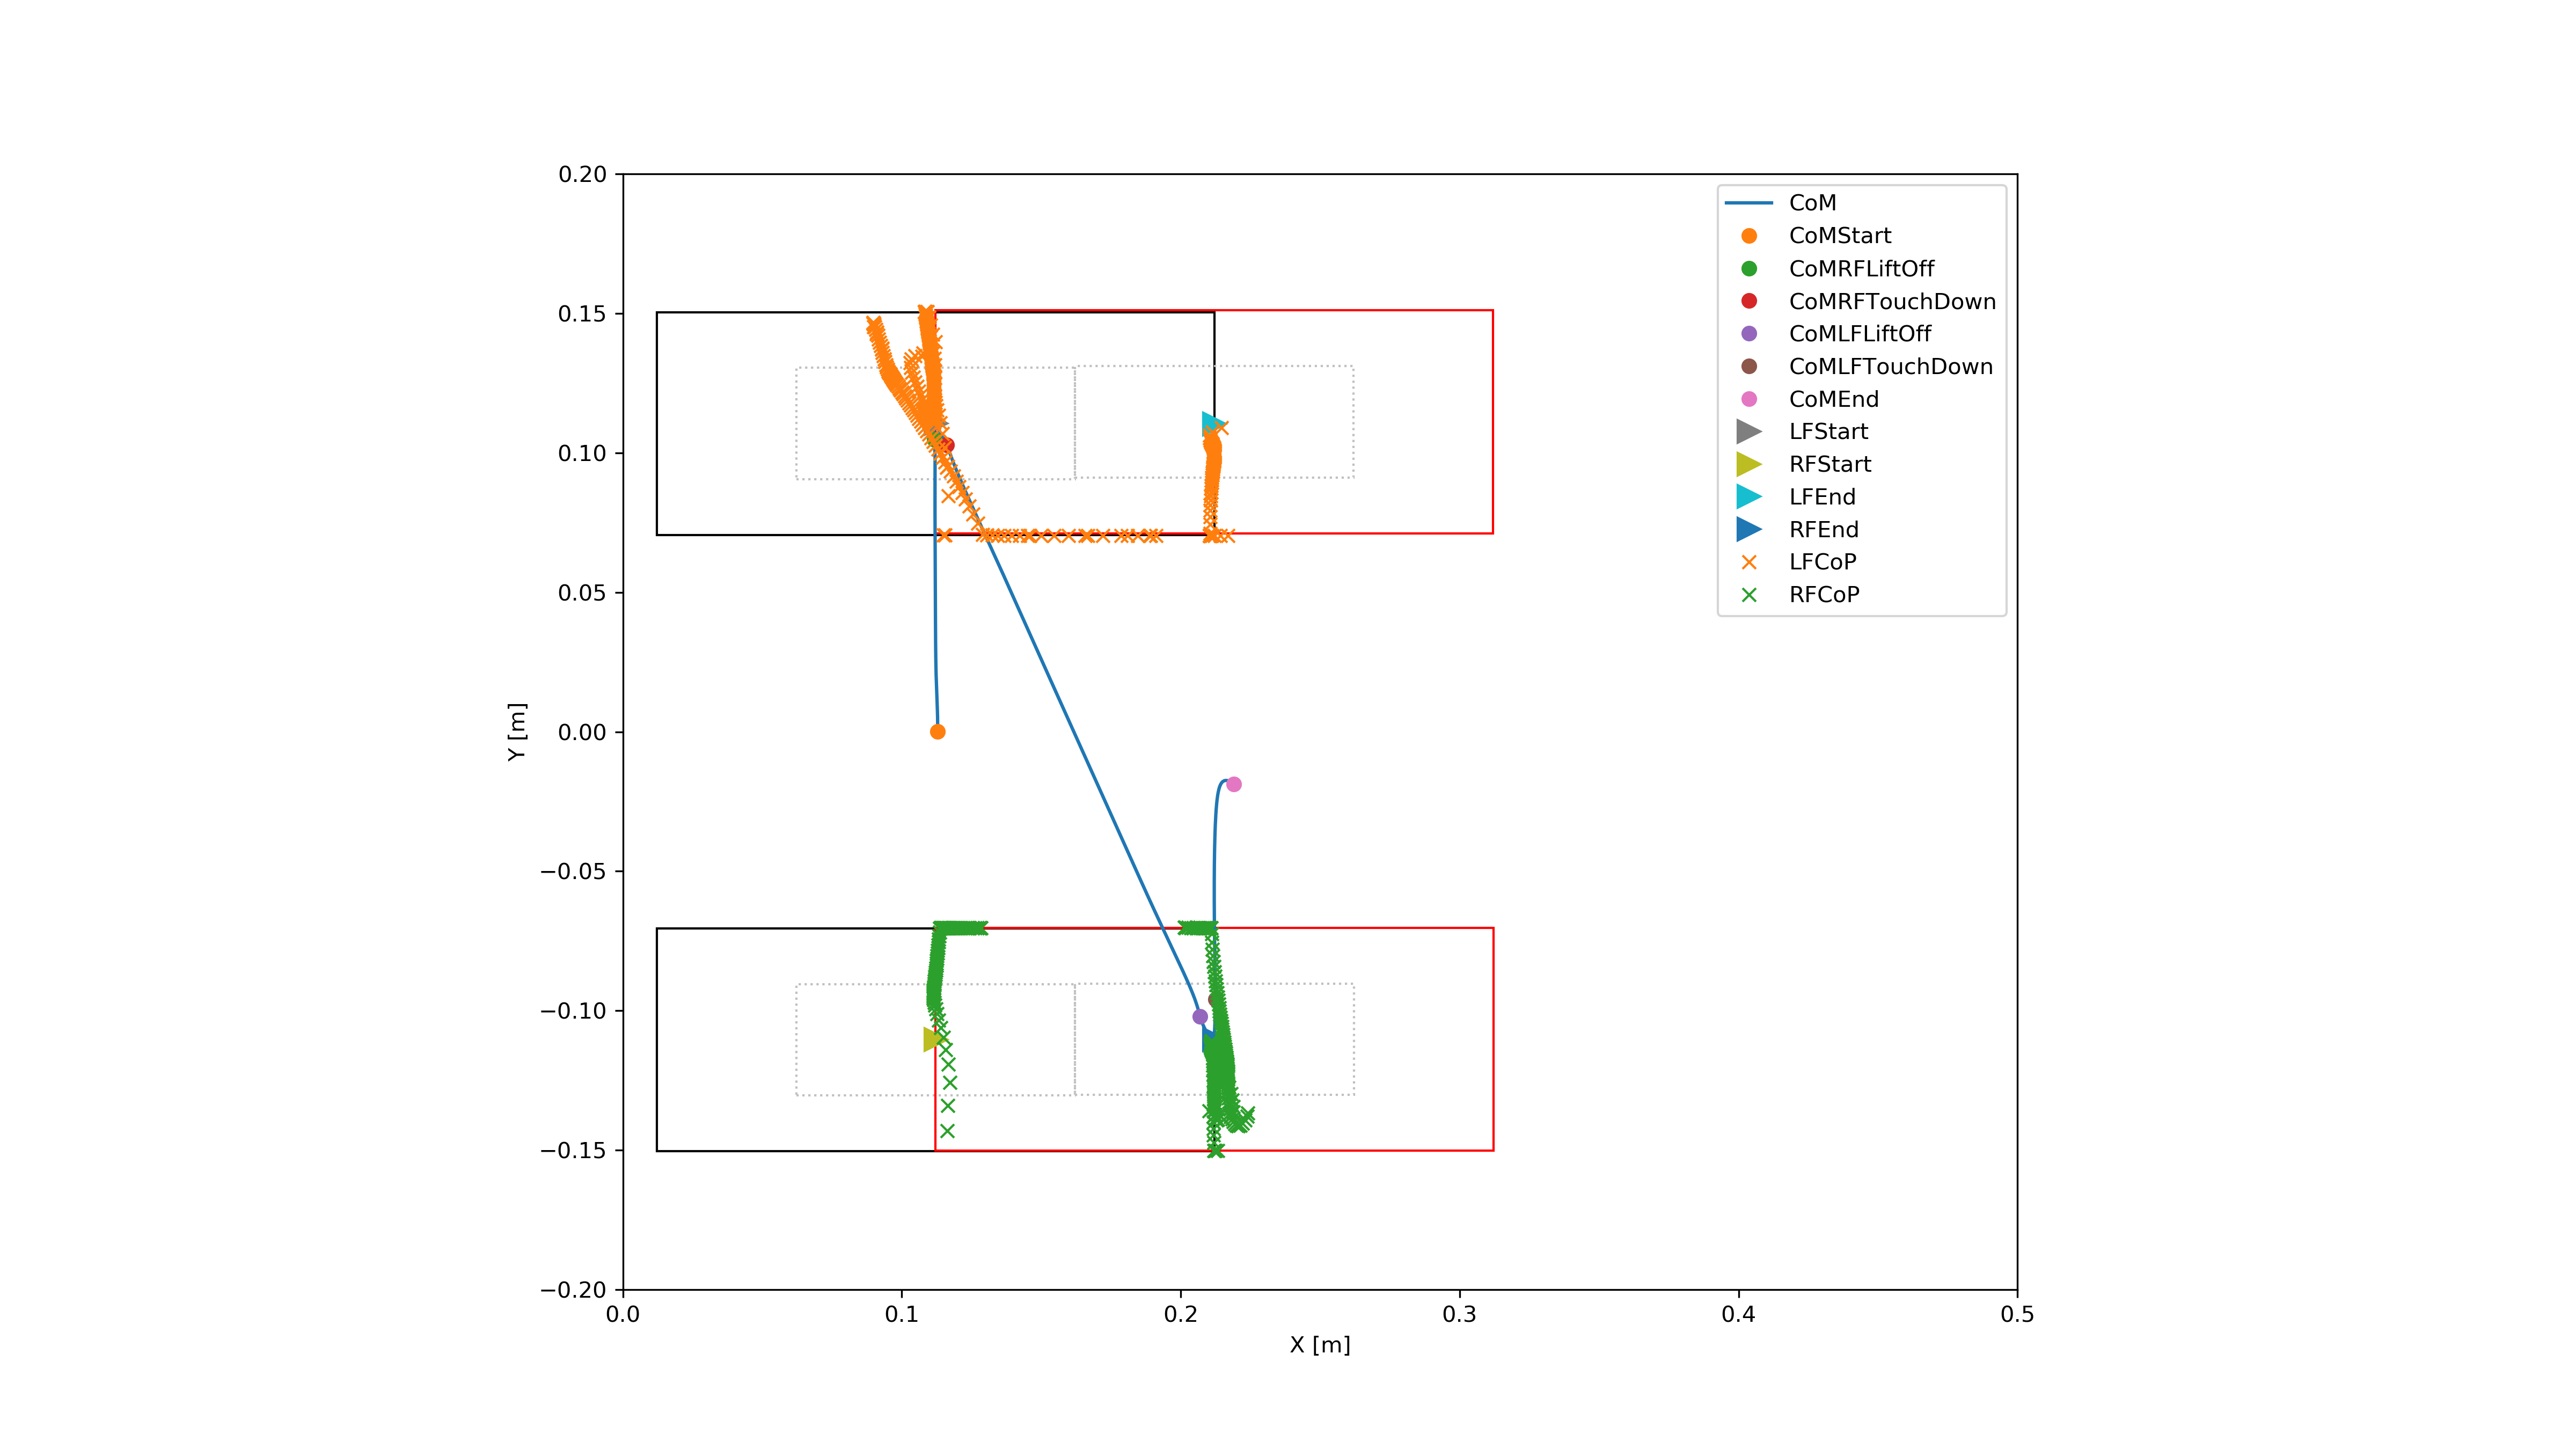 0.20
0.15
0.10
0.05
0.00
−0.05
−0.10
−0.15
−0.20
Y [m]
0.0 0.1 0.2 0.3 0.4 0.5
X [m]
CoM
CoMStart
CoMRFLiftOff
CoMRFTouchDown
CoMLFLiftOff
CoMLFTouchDown
CoMEnd
LFStart
RFStart
LFEnd
RFEnd
LFCoP
RFCoP